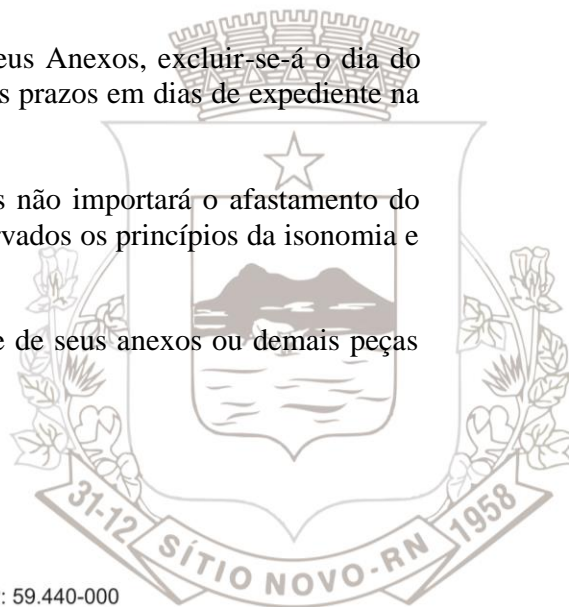 eus Anexos, excluir-se-á o dia do
s prazos em dias de expediente na
s não importará o afastamento do
rvados os princípios da isonomia e
e de seus anexos ou demais peças
31-12 SÍTIO NOVO-RN 1958
: 59.440-000